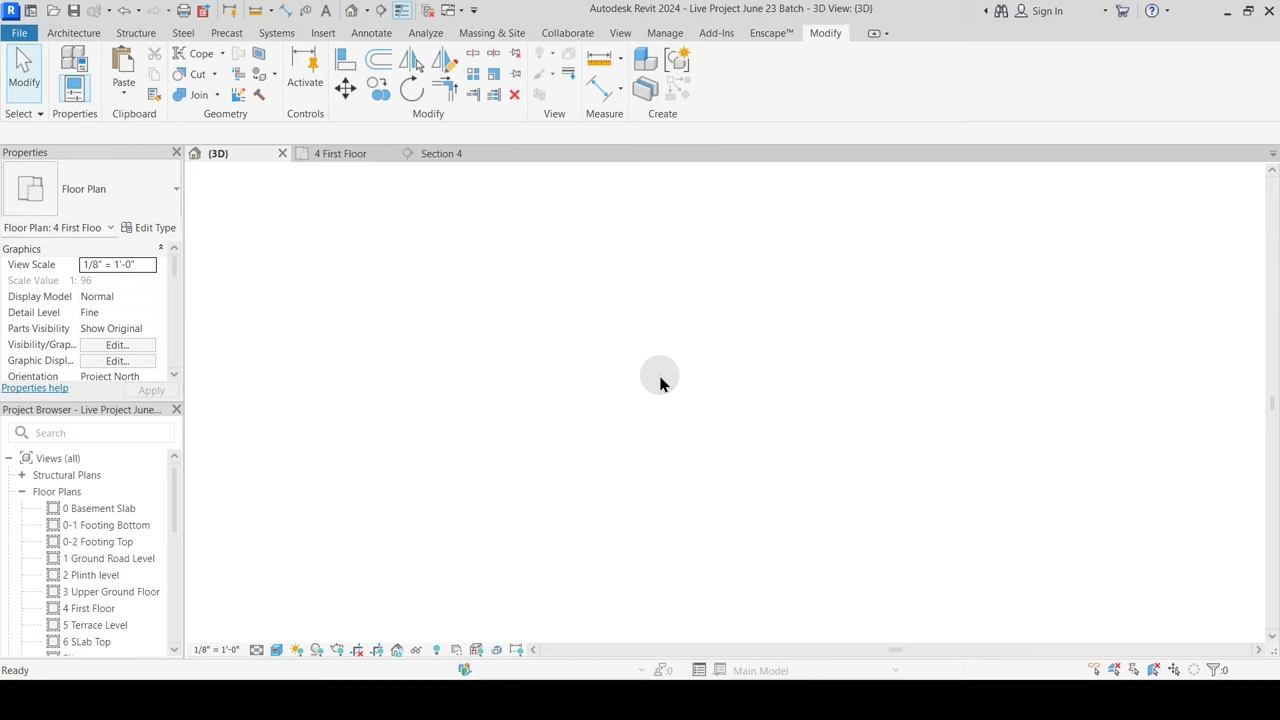 Autodesk Revit 2024 - Live Project June 23 Batch - 3D View: {3D}
Sign In
File Architecture Structure Steel Precast Systems Insert Annotate Analyze Massing & Site Collaborate View Manage Add-Ins Enscape™ Modify
Modify
Paste
Cope
Cut
Join
Activate
Select Properties Clipboard Geometry Controls Modify View Measure Create
Properties
{3D} 4 First Floor Section 4
Floor Plan
Floor Plan: 4 First Floo Edit Type
Graphics
View Scale 1/8" = 1'-0"
Scale Value 1: 96
Display Model Normal
Detail Level Fine
Parts Visibility Show Original
Visibility/Grap... Edit...
Graphic Displ... Edit...
Orientation Project North
Properties help Apply
Project Browser - Live Project June...
Search
Views (all)
Structural Plans
Floor Plans
0 Basement Slab
0-1 Footing Bottom
0-2 Footing Top
1 Ground Road Level
2 Plinth level
3 Upper Ground Floor
4 First Floor
5 Terrace Level
6 SLab Top
1/8" = 1'-0"
Ready :0 Main Model :0